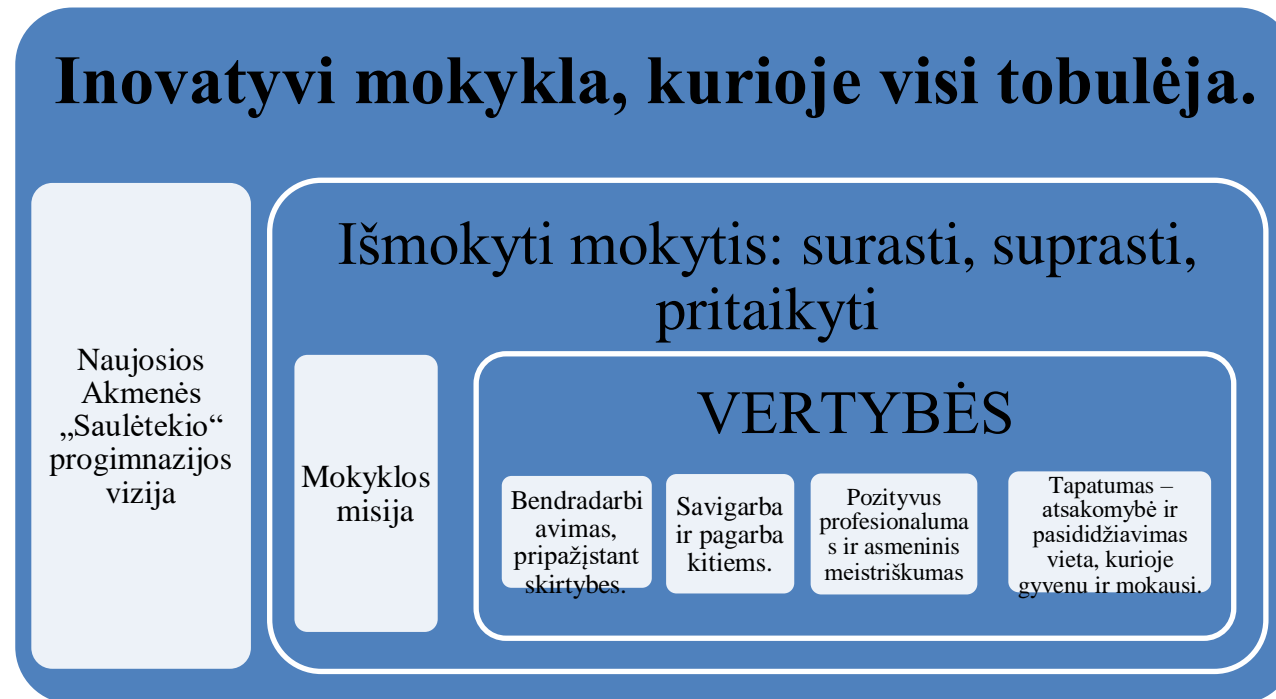 Inovatyvi mokykla, kurioje visi tobulėja.
Naujosios
Akmenės
„Saulėtekio“
progimnazijos
vizija
Išmokyti mokytis: surasti, suprasti,
pritaikyti
Mokyklos
misija
VERTYBĖS
Bendradarbi
avimas,
pripažįstant
skirtybes.
Savigarba
ir pagarba
kitiems.
Pozityvus
profesionaluma
s ir asmeninis
meistriškumas
Tapatumas –
atsakomybė ir
pasididžiavimas
vieta, kurioje
gyvenu ir mokausi.